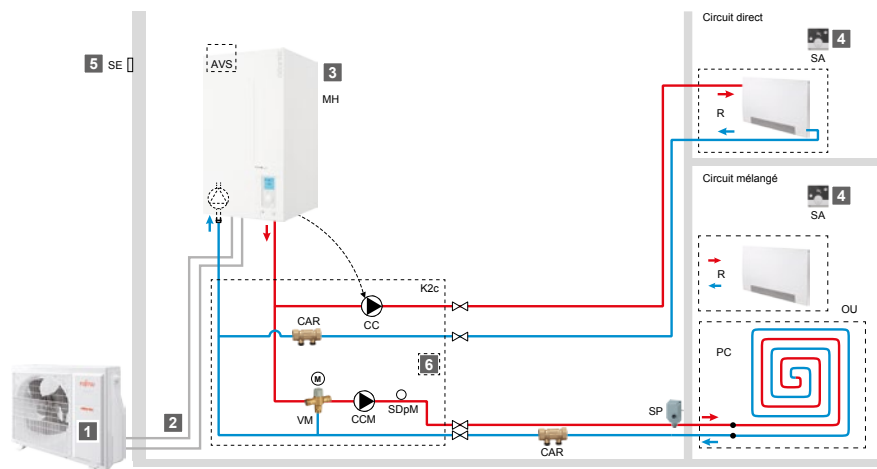 Circuit direct
4
SA
5 SE
AVS
3
MH
R
Circuit mélangé
4
SA
R
K2c
CC
CAR
OU
PC
6
M
VM
CCM
SDpM
SP
CAR
FUJITSU
1
2